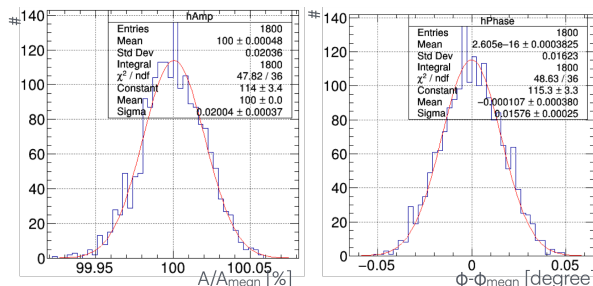 #
140
120
100
80
60
40
20
0
hAmp
Entries 1800
Mean 100 ± 0.00048
Std Dev 0.02036
Integral 1800
χ² / ndf 47.82 / 36
Constant 114 ± 3.4
Mean 100 ± 0.0
Sigma 0.02004 ± 0.00037
99.95 100 100.05
A/Amean [%]
#
140
120
100
80
60
40
20
0
hPhase
Entries 1800
Mean 2.605e−16 ± 0.0003825
Std Dev 0.01623
Integral 1800
χ² / ndf 48.63 / 36
Constant 115.3 ± 3.3
Mean −0.000107 ± 0.000380
Sigma 0.01576 ± 0.00025
−0.05 0 0.05
Φ-Φmean [degree